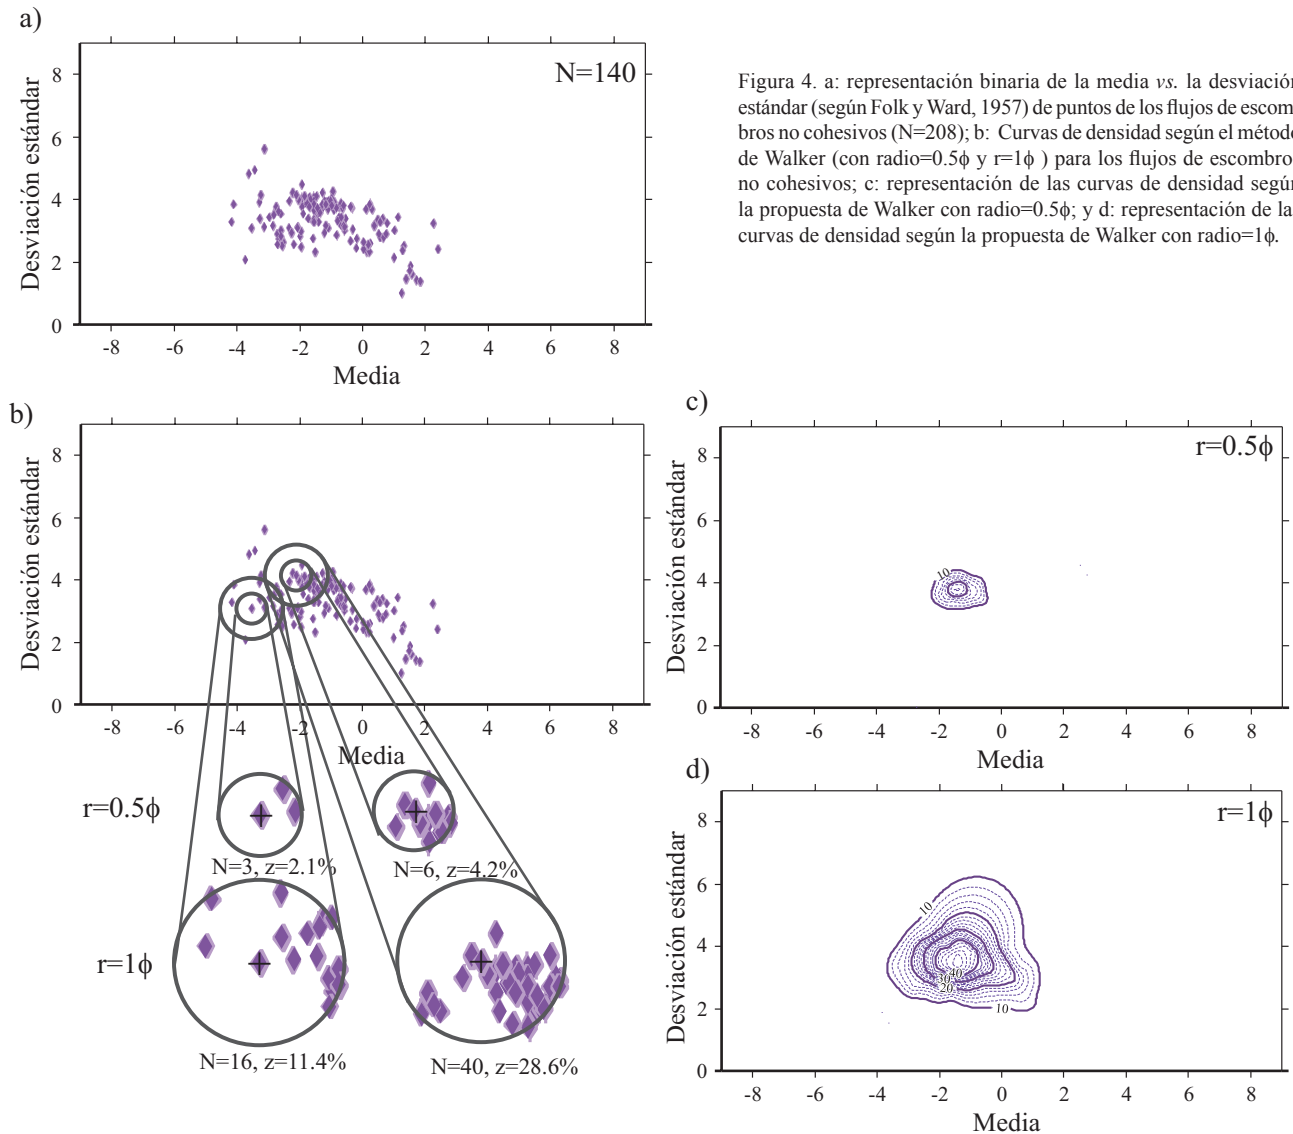 a)
N=140
Desviación estándar
8
6
4
2
0
-8 -6 -4 -2 0 2 4 6 8
Media
Figura 4. a: representación binaria de la media vs. la desviación
estándar (según Folk y Ward, 1957) de puntos de los flujos de escom
bros no cohesivos (N=208); b: Curvas de densidad según el método
de Walker (con radio=0.5ϕ y r=1ϕ ) para los flujos de escombro
no cohesivos; c: representación de las curvas de densidad según
la propuesta de Walker con radio=0.5ϕ; y d: representación de la
curvas de densidad según la propuesta de Walker con radio=1ϕ.
b)
Desviación estándar
8
6
4
2
0
-8 -6 -4 -2 0 2 4 6 8
Media
r=0.5ϕ
N=3, z=2.1%
N=6, z=4.2%
r=1ϕ
N=16, z=11.4%
N=40, z=28.6%
c)
r=0.5ϕ
Desviación estándar
8
6
4
2
0
10
-8 -6 -4 -2 0 2 4 6 8
Media
d)
r=1ϕ
Desviación estándar
8
6
4
2
0
10
40
30
20
10
-8 -6 -4 -2 0 2 4 6 8
Media